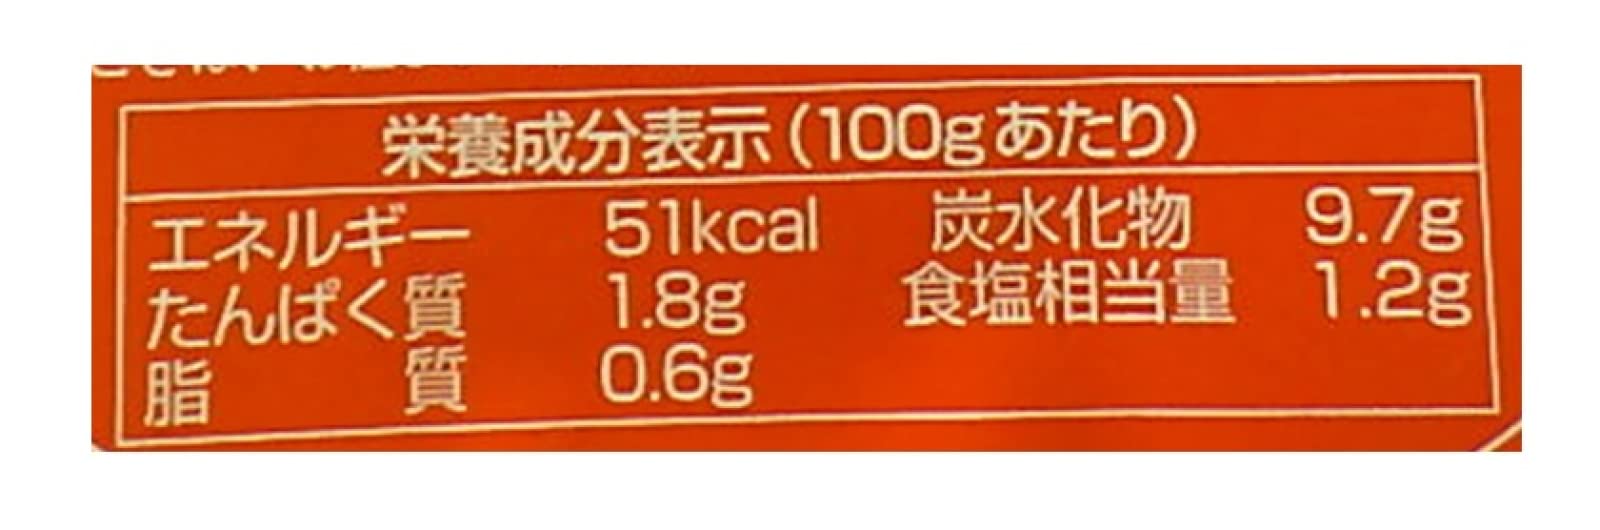 栄養成分表示(100gあたり)
エネルギー 51kcal 炭水化物 9.7g
たんぱく質 1.8g 食塩相当量 1.2g
脂質 0.6g